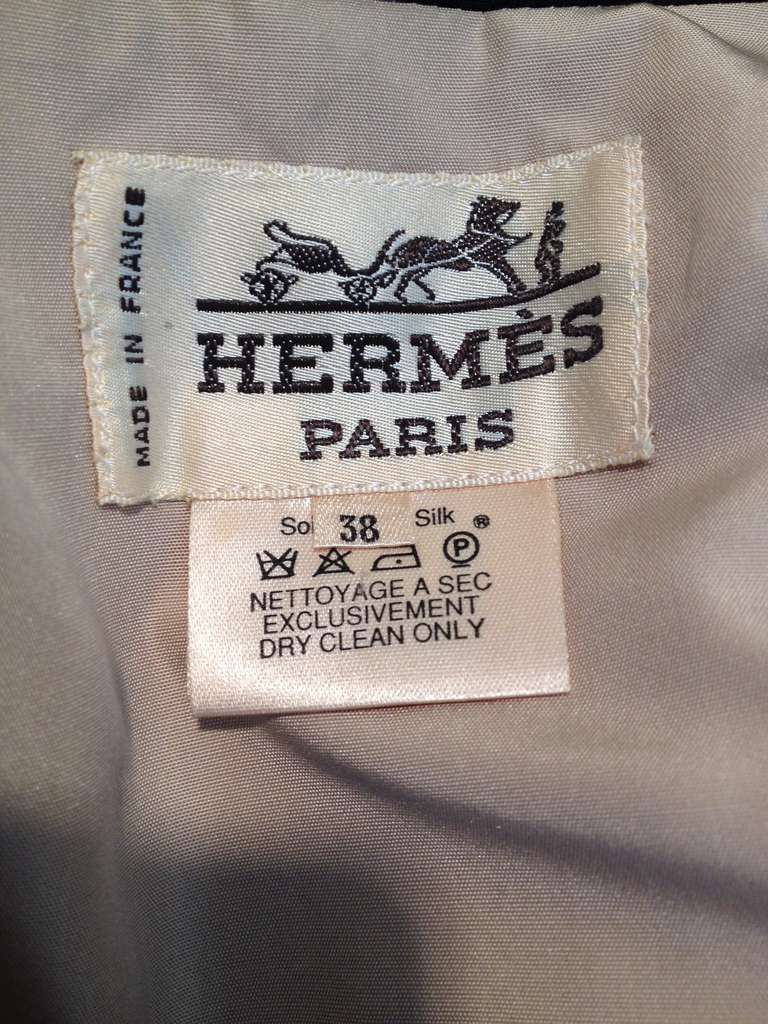 MADE IN FRANCE
HERMÈS
PARIS
38
Silk ®
P
NETTOYAGE A SEC
EXCLUSIVEMENT
DRY CLEAN ONLY